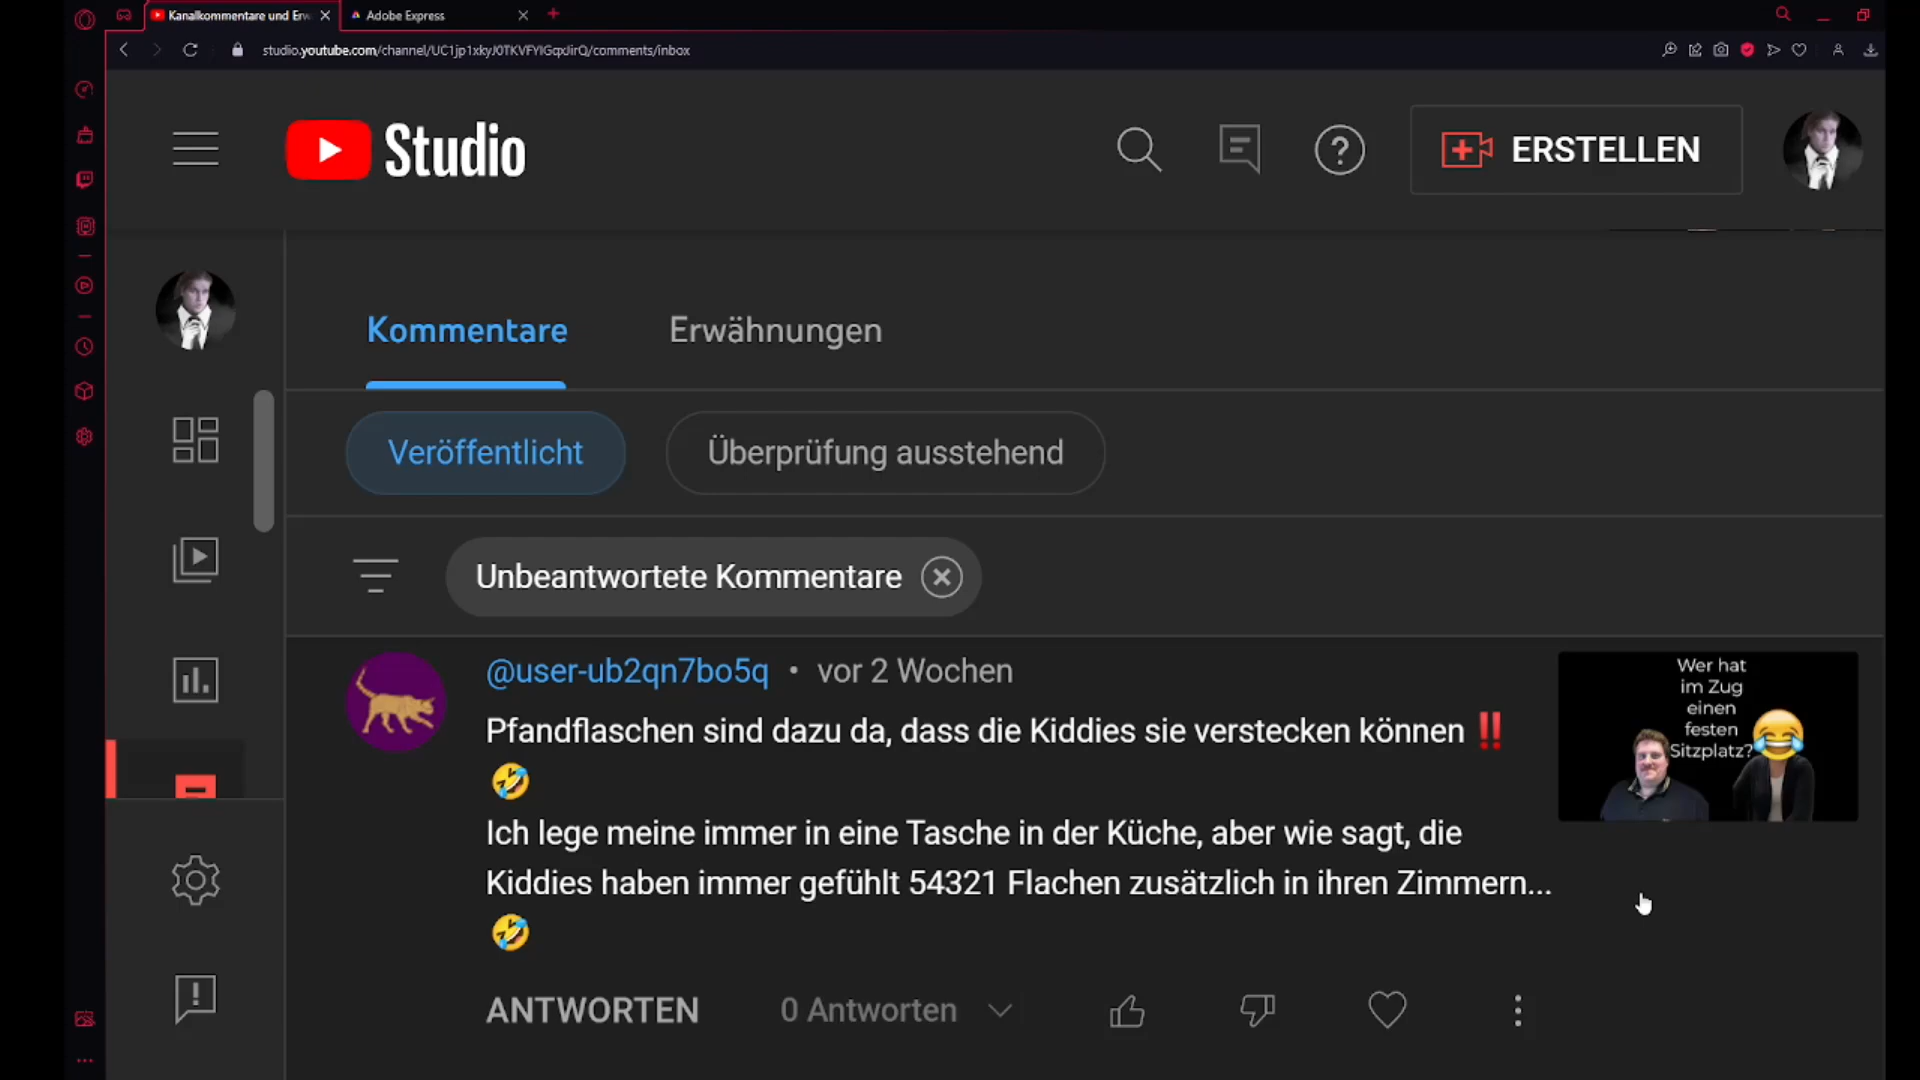 Kanalkommentare und Erw
Adobe Express
studio.youtube.com/channel/UC1jp1xkyJ0TKVFYIGqxJirQ/comments/inbox
Studio
ERSTELLEN
Kommentare
Erwähnungen
Veröffentlicht
Überprüfung ausstehend
Unbeantwortete Kommentare
@user-ub2qn7bo5q • vor 2 Wochen
Pfandflaschen sind dazu da, dass die Kiddies sie verstecken können ‼️
🤣
Ich lege meine immer in eine Tasche in der Küche, aber wie sagt, die
Kiddies haben immer gefühlt 54321 Flachen zusätzlich in ihren Zimmern...
🤣
Wer hat
im Zug
einen
festen
Sitzplatz?
ANTWORTEN
0 Antworten